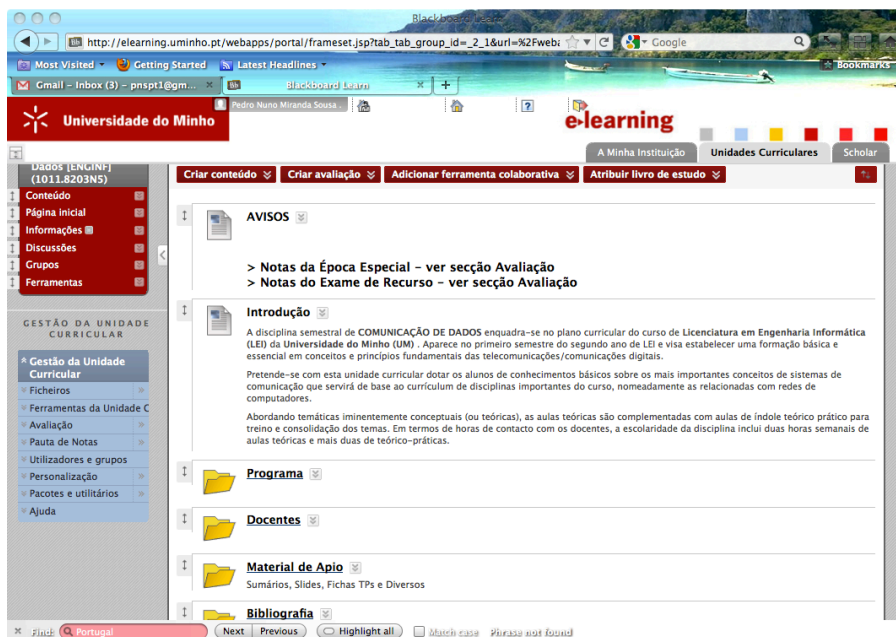 Blackboard Learn
http://elearning.uminho.pt/webapps/portal/frameset.jsp?tab_tab_group_id=_2_1&url=%2Fweba
Google
Most Visited Getting Started Latest Headlines Bookmarks
Gmail - Inbox (3) - pnspt1@gm... Blackboard Learn
Universidade do Minho
Pedro Nuno Miranda Sousa .
e-learning
A Minha Instituição Unidades Curriculares Scholar
Dados [ENGINF]
(1011.8203N5)
Conteúdo
Página inicial
Informações
Discussões
Grupos
Ferramentas
GESTÃO DA UNIDADE
CURRICULAR
Gestão da Unidade
Curricular
Ficheiros
Ferramentas da Unidade C
Avaliação
Pauta de Notas
Utilizadores e grupos
Personalização
Pacotes e utilitários
Ajuda
Criar conteúdo Criar avaliação Adicionar ferramenta colaborativa Atribuir livro de estudo
AVISOS
> Notas da Época Especial - ver secção Avaliação
> Notas do Exame de Recurso - ver secção Avaliação
Introdução
A disciplina semestral de COMUNICAÇÃO DE DADOS enquadra-se no plano curricular do curso de Licenciatura em Engenharia Informática
(LEI) da Universidade do Minho (UM) . Aparece no primeiro semestre do segundo ano de LEI e visa estabelecer uma formação básica e
essencial em conceitos e princípios fundamentais das telecomunicações/comunicações digitais.
Pretende-se com esta unidade curricular dotar os alunos de conhecimentos básicos sobre os mais importantes conceitos de sistemas de
comunicação que servirá de base ao currículum de disciplinas importantes do curso, nomeadamente as relacionadas com redes de
computadores.
Abordando temáticas iminentemente conceptuais (ou teóricas), as aulas teóricas são complementadas com aulas de índole teórico prático para
treino e consolidação dos temas. Em termos de horas de contacto com os docentes, a escolaridade da disciplina inclui duas horas semanais de
aulas teóricas e mais duas de teórico-práticas.
Programa
Docentes
Material de Apio
Sumários, Slides, Fichas TPs e Diversos
Bibliografia
Find: Portugal Next Previous Highlight all Match case Phrase not found